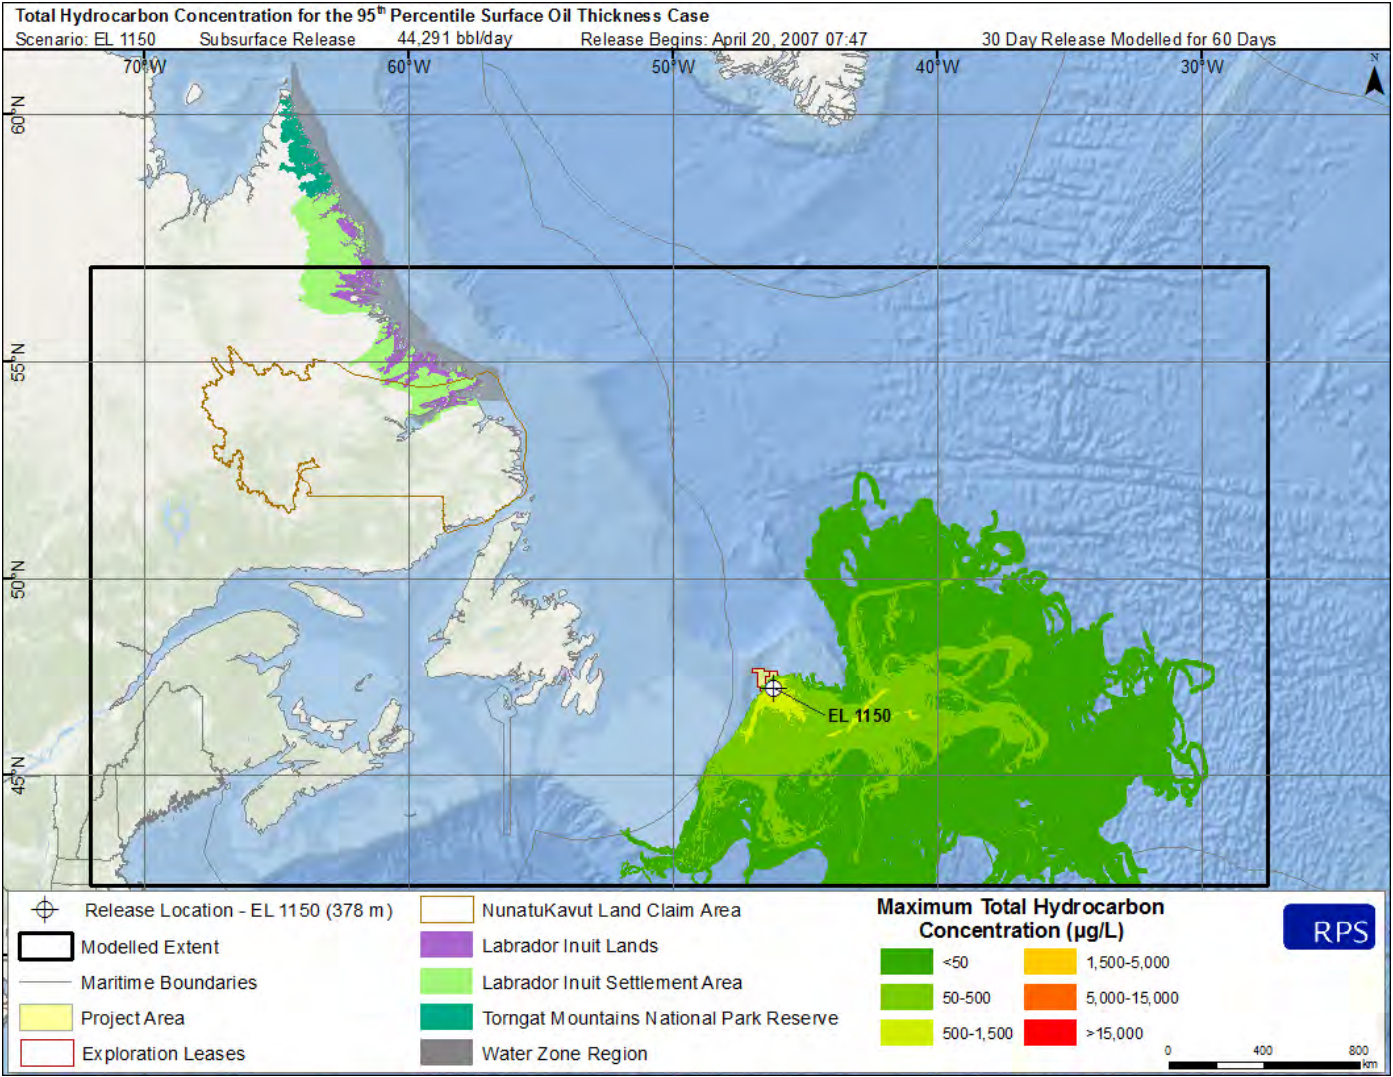 Total Hydrocarbon Concentration for the 95th Percentile Surface Oil Thickness Case
Scenario: EL 1150 Subsurface Release 44,291 bbl/day Release Begins: April 20, 2007 07:47 30 Day Release Modelled for 60 Days
70°W 60°W 50°W 40°W 30°W
N
60°N
55°N
50°N
45°N
EL 1150
Release Location - EL 1150 (378 m)
Modelled Extent
Maritime Boundaries
Project Area
Exploration Leases
NunatuKavut Land Claim Area
Labrador Inuit Lands
Labrador Inuit Settlement Area
Torngat Mountains National Park Reserve
Water Zone Region
Maximum Total Hydrocarbon
Concentration (µg/L)
<50
50-500
500-1,500
1,500-5,000
5,000-15,000
>15,000
RPS
0 400 800
km